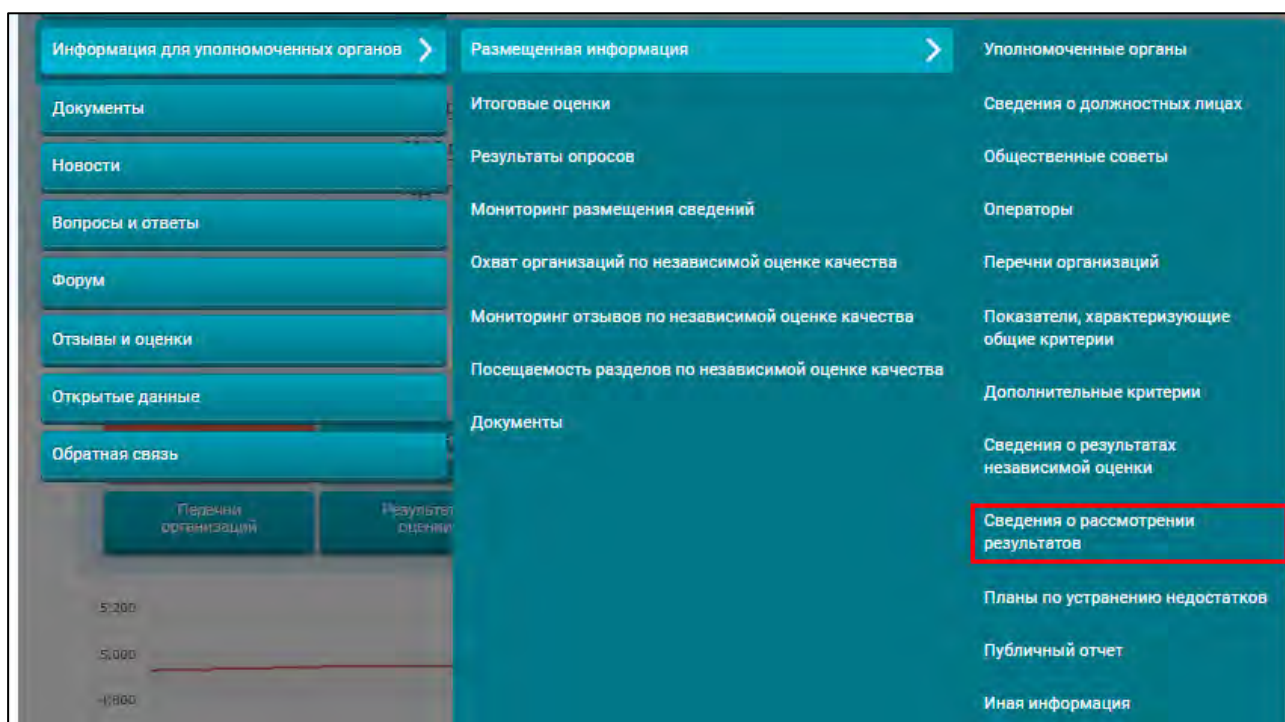 Информация для уполномоченных органов
Документы
Новости
Вопросы и ответы
Форум
Отзывы и оценки
Открытые данные
Обратная связь
Размещенная информация
Итоговые оценки
Результаты опросов
Мониторинг размещения сведений
Охват организаций по независимой оценке качества
Мониторинг отзывов по независимой оценке качества
Посещаемость разделов по независимой оценке качества
Документы
Уполномоченные органы
Сведения о должностных лицах
Общественные советы
Операторы
Перечни организаций
Показатели, характеризующие
общие критерии
Дополнительные критерии
Сведения о результатах
независимой оценки
Сведения о рассмотрении
результатов
Планы по устранению недостатков
Публичный отчет
Иная информация
Перечни
организаций